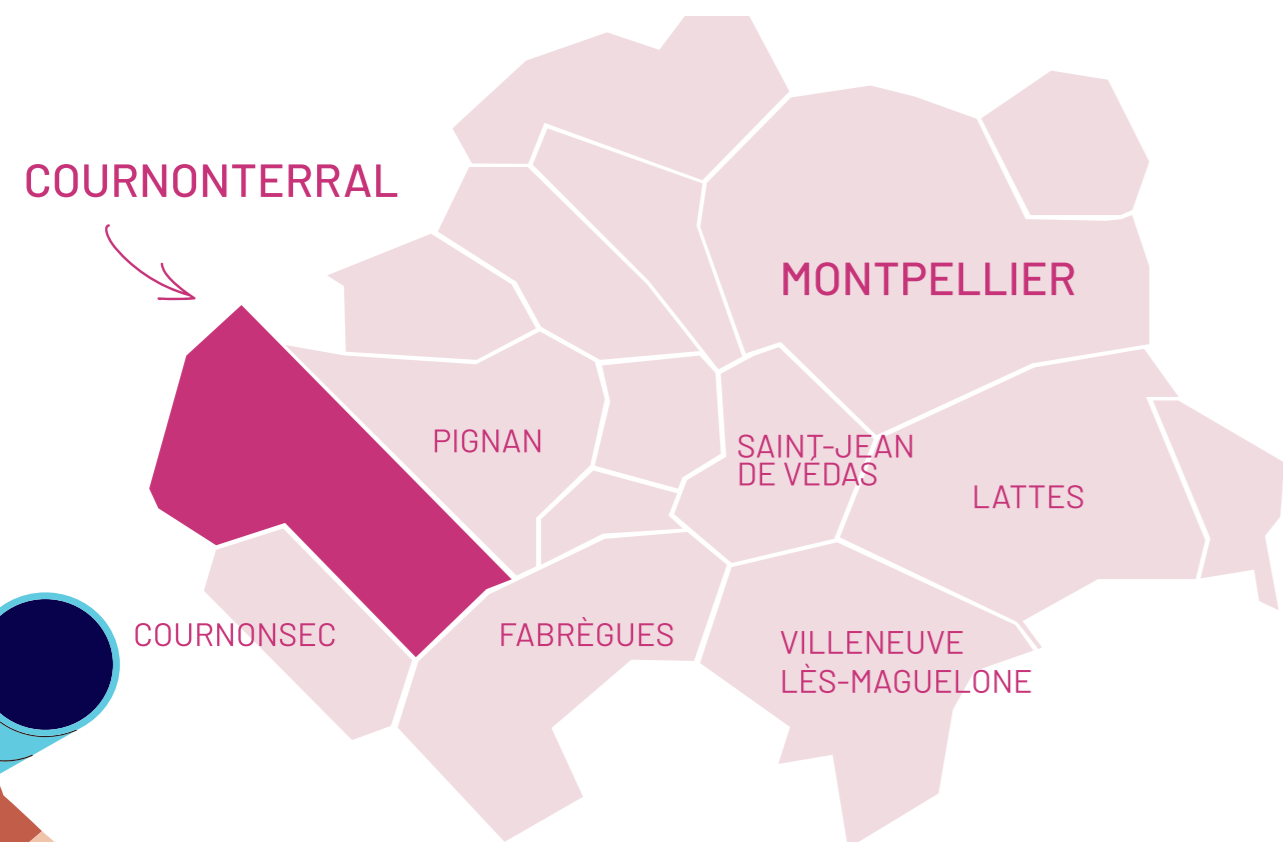 COURNONTERRAL
MONTPELLIER
PIGNAN
SAINT-JEAN
DE VÉDAS
LATTES
COURNONSEC
FABRÈGUES
VILLENEUVE
LÈS-MAGUELONE